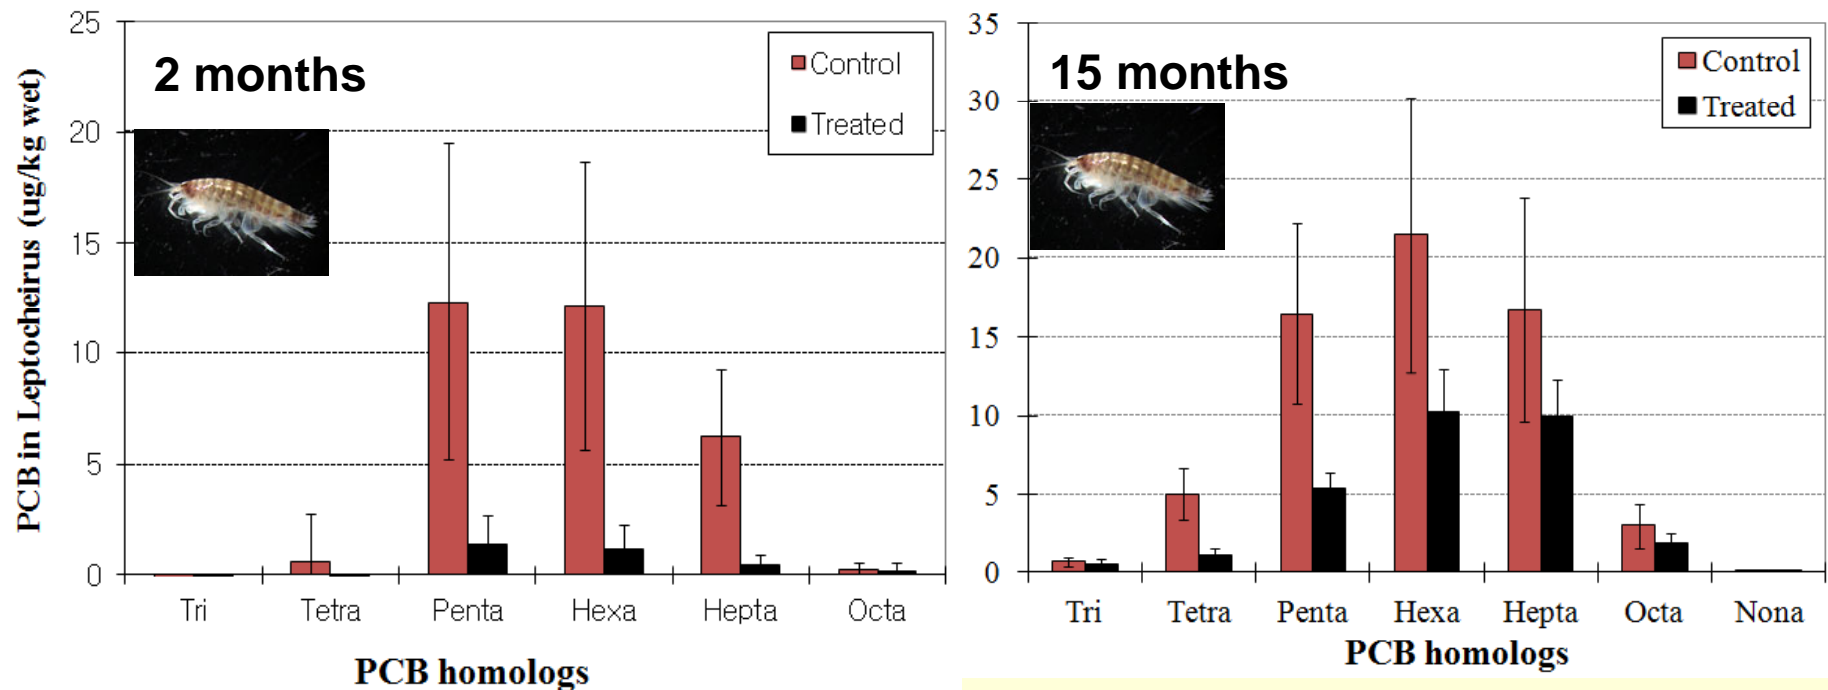 PCB in Leptocheirus (ug/kg wet)
25
20
15
10
5
0
2 months
Control
Treated
Tri Tetra Penta Hexa Hepta Octa
PCB homologs
35
30
25
20
15
10
5
0
15 months
Control
Treated
Tri Tetra Penta Hexa Hepta Octa Nona
PCB homologs